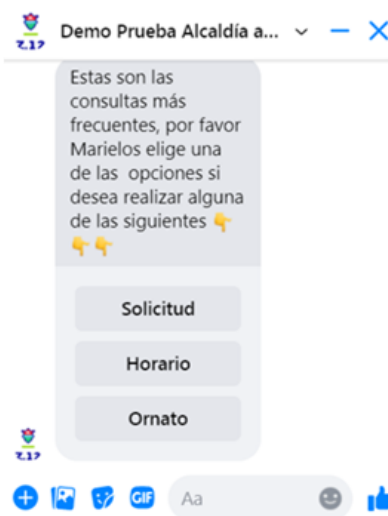 Demo Prueba Alcaldía a...
Estas son las
consultas más
frecuentes, por favor
Marielos elige una
de las opciones si
desea realizar alguna
de las siguientes 👇
👇👇
Solicitud
Horario
Ornato
GIF
Aa